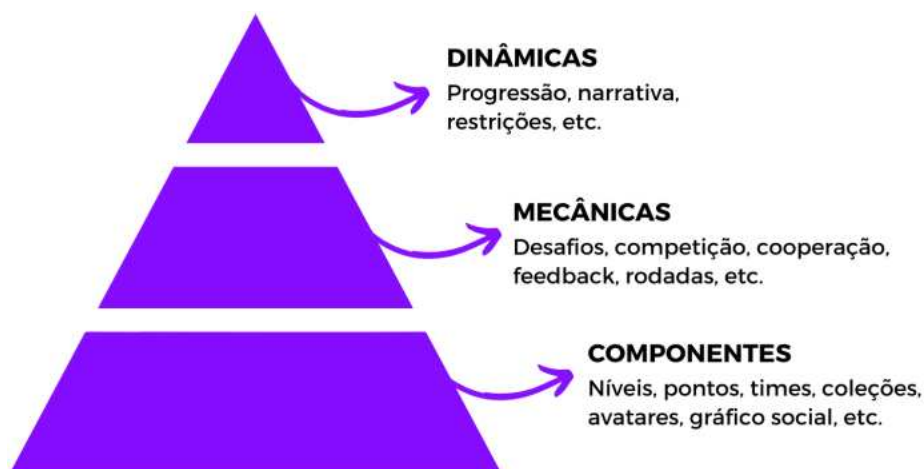 DINÂMICAS
Progressão, narrativa,
restrições, etc.
MECÂNICAS
Desafios, competição, cooperação,
feedback, rodadas, etc.
COMPONENTES
Níveis, pontos, times, coleções,
avatares, gráfico social, etc.